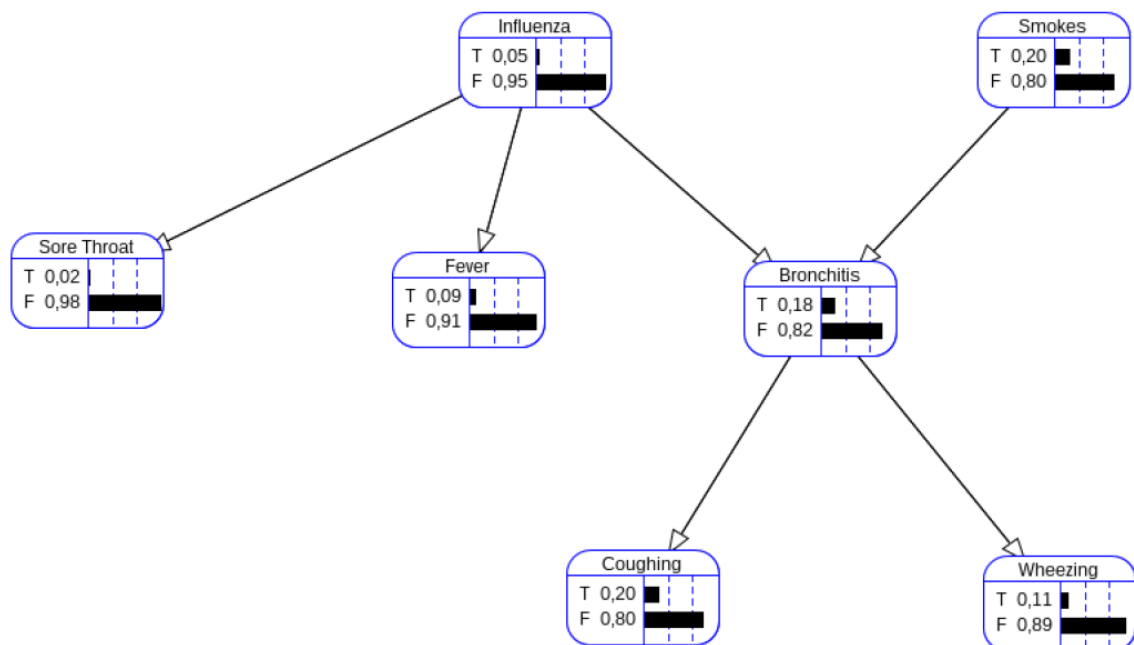 Influenza
T 0,05
F 0,95
Smokes
T 0,20
F 0,80
Sore Throat
T 0,02
F 0,98
Fever
T 0,09
F 0,91
Bronchitis
T 0,18
F 0,82
Coughing
T 0,20
F 0,80
Wheezing
T 0,11
F 0,89